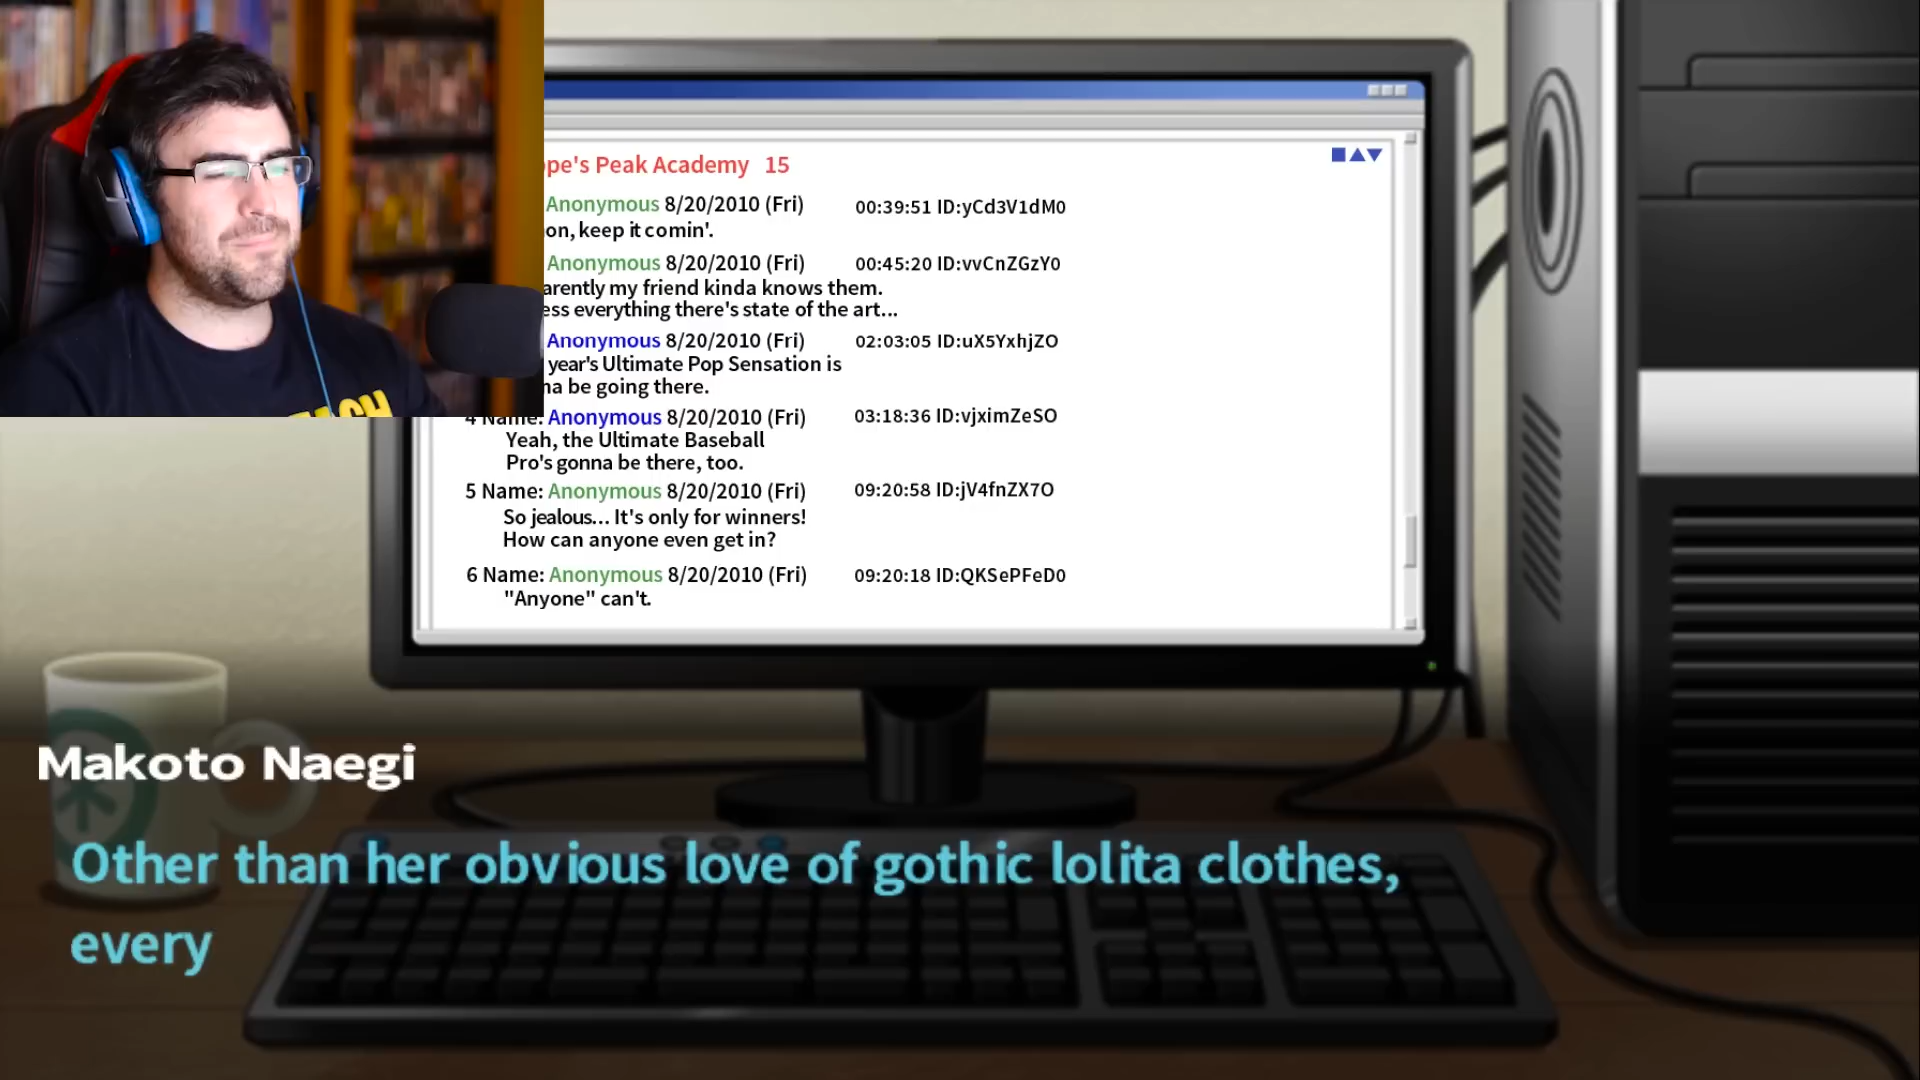 ope's Peak Academy 15
Anonymous 8/20/2010 (Fri) 00:39:51 ID:yCd3V1dM0
on, keep it comin'.
Anonymous 8/20/2010 (Fri) 00:45:20 ID:vvCnZGzY0
arently my friend kinda knows them.
ess everything there's state of the art...
Anonymous 8/20/2010 (Fri) 02:03:05 ID:uX5YxhjZO
year's Ultimate Pop Sensation is
na be going there.
4 Name: Anonymous 8/20/2010 (Fri) 03:18:36 ID:vjximZeSO
Yeah, the Ultimate Baseball
Pro's gonna be there, too.
5 Name: Anonymous 8/20/2010 (Fri) 09:20:58 ID:jV4fnZX7O
So jealous... It's only for winners!
How can anyone even get in?
6 Name: Anonymous 8/20/2010 (Fri) 09:20:18 ID:QKSePFeD0
"Anyone" can't.
Makoto Naegi
Other than her obvious love of gothic lolita clothes,
every